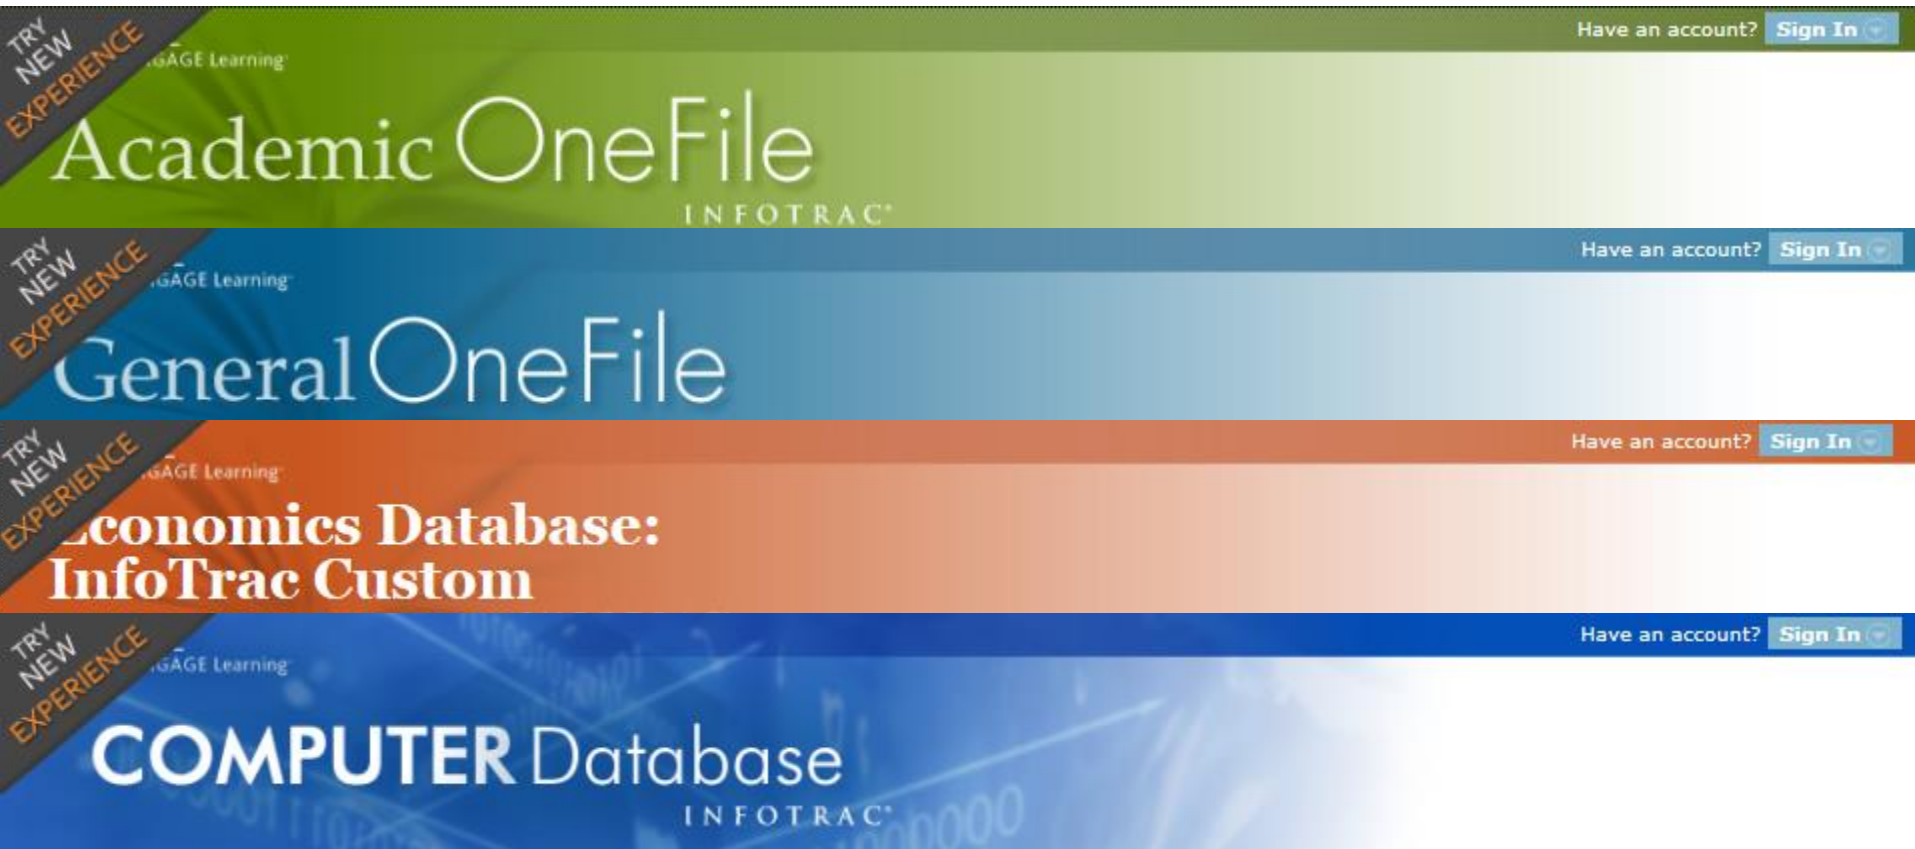 TRY
NEW
EXPERIENCE
Have an account? Sign In
GAGE Learning
Academic OneFile
INFOTRAC
TRY
NEW
EXPERIENCE
Have an account? Sign In
GAGE Learning
General OneFile
TRY
NEW
EXPERIENCE
Have an account? Sign In
GAGE Learning
Economics Database:
InfoTrac Custom
TRY
NEW
EXPERIENCE
Have an account? Sign In
GAGE Learning
COMPUTER Database
INFOTRAC